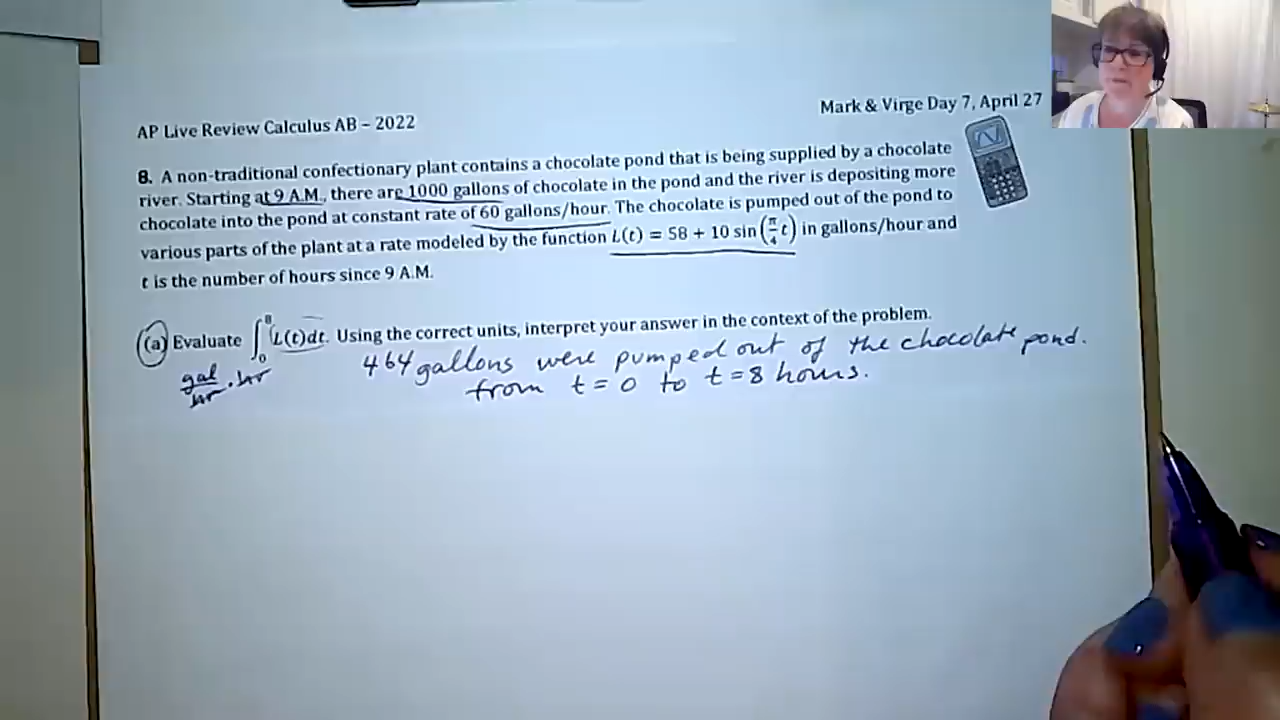 AP Live Review Calculus AB – 2022
Mark & Virge Day 7, April 27
8. A non-traditional confectionary plant contains a chocolate pond that is being supplied by a chocolate
river. Starting at 9 A.M., there are 1000 gallons of chocolate in the pond and the river is depositing more
chocolate into the pond at constant rate of 60 gallons/hour. The chocolate is pumped out of the pond to
various parts of the plant at a rate modeled by the function L(t) = 58 + 10 sin(π/4 t) in gallons/hour and
t is the number of hours since 9 A.M.
(a) Evaluate ∫₀⁸ L(t)dt. Using the correct units, interpret your answer in the context of the problem.
gal/hr · hr
464 gallons were pumped out of the chocolate pond.
from t = 0 to t = 8 hours.